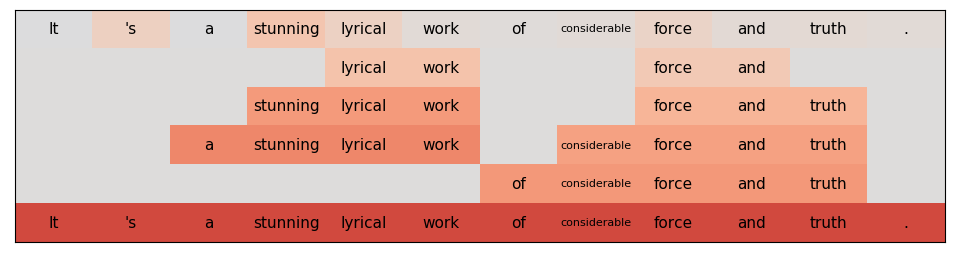 It 's a stunning lyrical work of considerable force and truth .
lyrical work force and
stunning lyrical work force and truth
a stunning lyrical work considerable force and truth
of considerable force and truth
It 's a stunning lyrical work of considerable force and truth .